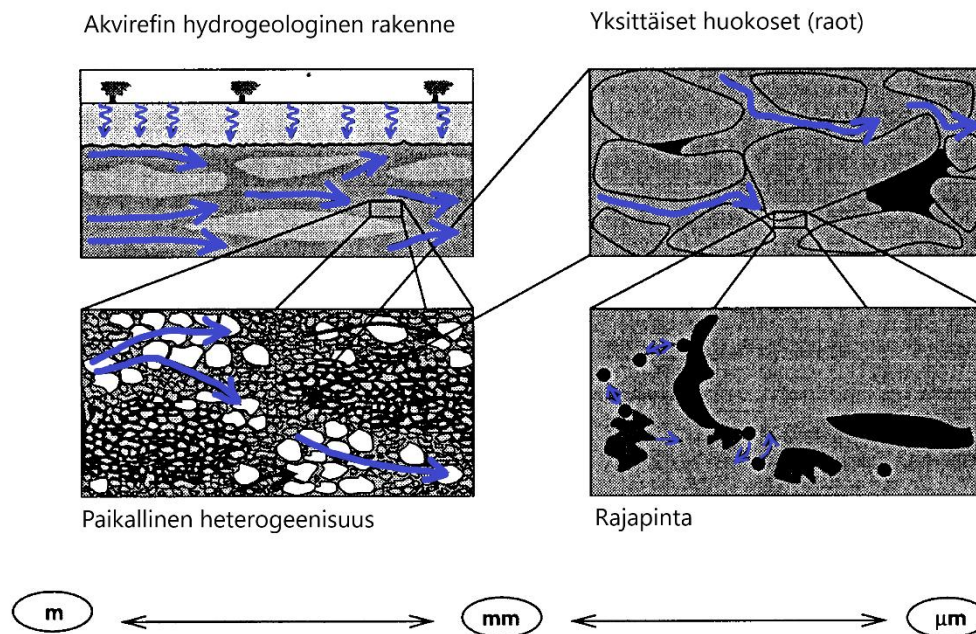 Akvirefin hydrogeologinen rakenne
Yksittäiset huokoset (raot)
Paikallinen heterogeenisuus
Rajapinta
m
mm
μm